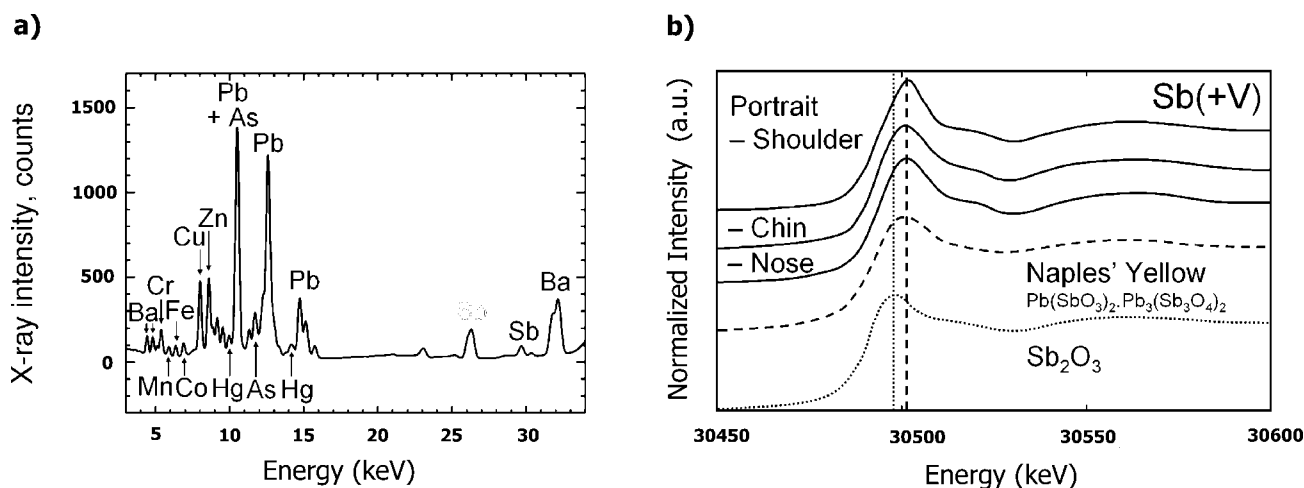 a)
X-ray intensity, counts
1500
1000
500
0
Pb
+ As
Pb
Zn
Cu
Cr
Ba
Fe
Pb
Sb
Sb
Ba
Mn
Co
Hg
As
Hg
5
10
15
20
25
30
Energy (keV)
b)
Normalized Intensity (a.u.)
Portrait
– Shoulder
– Chin
– Nose
Sb(+V)
Naples' Yellow
Pb(SbO₃)₂.Pb₃(Sb₃O₄)₂
Sb₂O₃
30450
30500
30550
30600
Energy (keV)